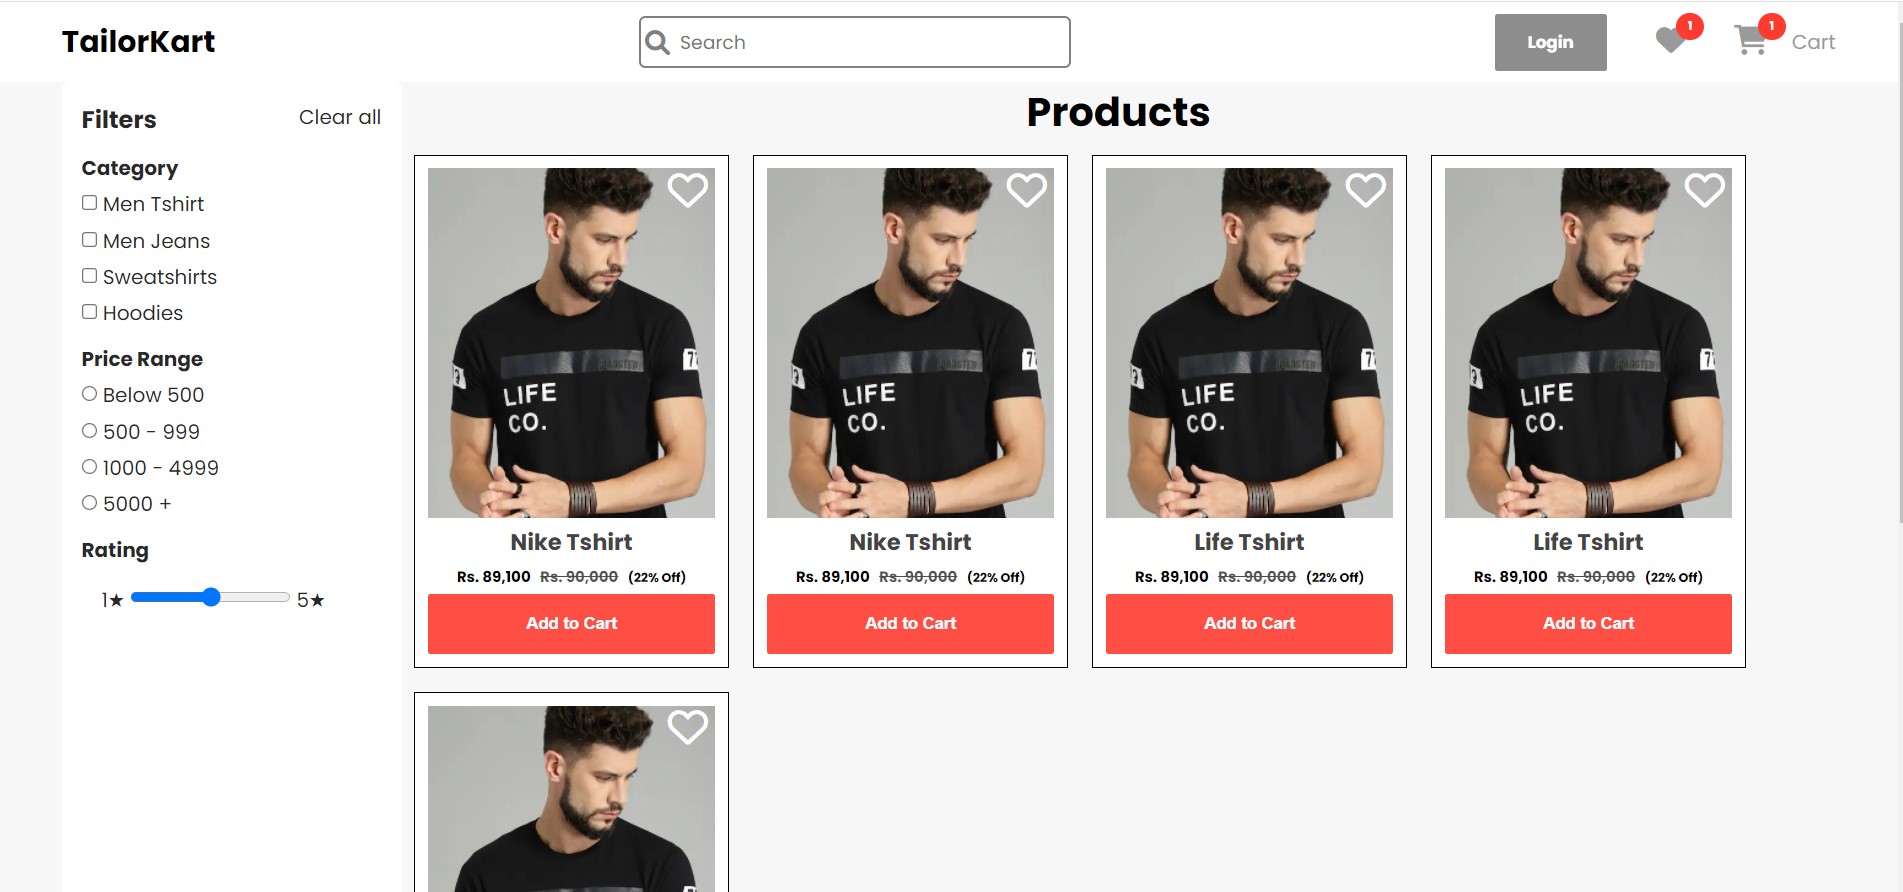 TailorKart
Search
Login
1
1
Cart
Filters
Clear all
Category
Men Tshirt
Men Jeans
Sweatshirts
Hoodies
Price Range
Below 500
500 - 999
1000 - 4999
5000 +
Rating
1★ 5★
Products
LIFE
CO.
Nike Tshirt
Rs. 89,100 Rs. 90,000 (22% Off)
Add to Cart
LIFE
CO.
Nike Tshirt
Rs. 89,100 Rs. 90,000 (22% Off)
Add to Cart
LIFE
CO.
Life Tshirt
Rs. 89,100 Rs. 90,000 (22% Off)
Add to Cart
LIFE
CO.
Life Tshirt
Rs. 89,100 Rs. 90,000 (22% Off)
Add to Cart